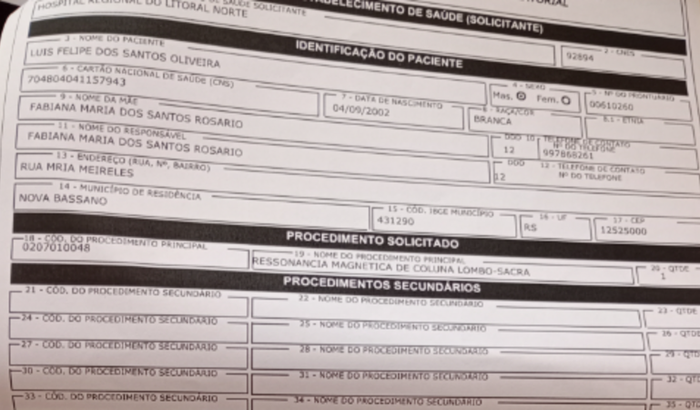 ESTABELECIMENTO DE SAÚDE (SOLICITANTE)
HOSPITAL REGIONAL DO LITORAL NORTE
2 - CNES
92894
IDENTIFICAÇÃO DO PACIENTE
3 - NOME DO PACIENTE
LUIS FELIPE DOS SANTOS OLIVEIRA
4 - SEXO
Mas. Fem.
5 - Nº DO PRONTUÁRIO
00610260
6 - CARTÃO NACIONAL DE SAÚDE (CNS)
704804041157943
7 - DATA DE NASCIMENTO
04/09/2002
8 - RAÇA/COR
BRANCA
8.1 - ETNIA
9 - NOME DA MÃE
FABIANA MARIA DOS SANTOS ROSARIO
DDD 10 - TELEFONE DE CONTATO
Nº DO TELEFONE
12 997868261
11 - NOME DO RESPONSÁVEL
FABIANA MARIA DOS SANTOS ROSARIO
DDD 12 - TELEFONE DE CONTATO
Nº DO TELEFONE
12
13 - ENDEREÇO (RUA, Nº, BAIRRO)
RUA MRIA MEIRELES
14 - MUNICÍPIO DE RESIDÊNCIA
NOVA BASSANO
15 - CÓD. IBGE MUNICÍPIO
431290
16 - UF
RS
17 - CEP
12525000
PROCEDIMENTO SOLICITADO
18 - CÓD. DO PROCEDIMENTO PRINCIPAL
0207010048
19 - NOME DO PROCEDIMENTO PRINCIPAL
RESSONANCIA MAGNETICA DE COLUNA LOMBO-SACRA
20 - QTDE
1
PROCEDIMENTOS SECUNDÁRIOS
21 - CÓD. DO PROCEDIMENTO SECUNDÁRIO
22 - NOME DO PROCEDIMENTO SECUNDÁRIO
23 - QTDE
24 - CÓD. DO PROCEDIMENTO SECUNDÁRIO
25 - NOME DO PROCEDIMENTO SECUNDÁRIO
26 - QTDE
27 - CÓD. DO PROCEDIMENTO SECUNDÁRIO
28 - NOME DO PROCEDIMENTO SECUNDÁRIO
29 - QTDE
30 - CÓD. DO PROCEDIMENTO SECUNDÁRIO
31 - NOME DO PROCEDIMENTO SECUNDÁRIO
32 - QTDE
33 - CÓD. DO PROCEDIMENTO SECUNDÁRIO
34 - NOME DO PROCEDIMENTO SECUNDÁRIO
35 - QTDE